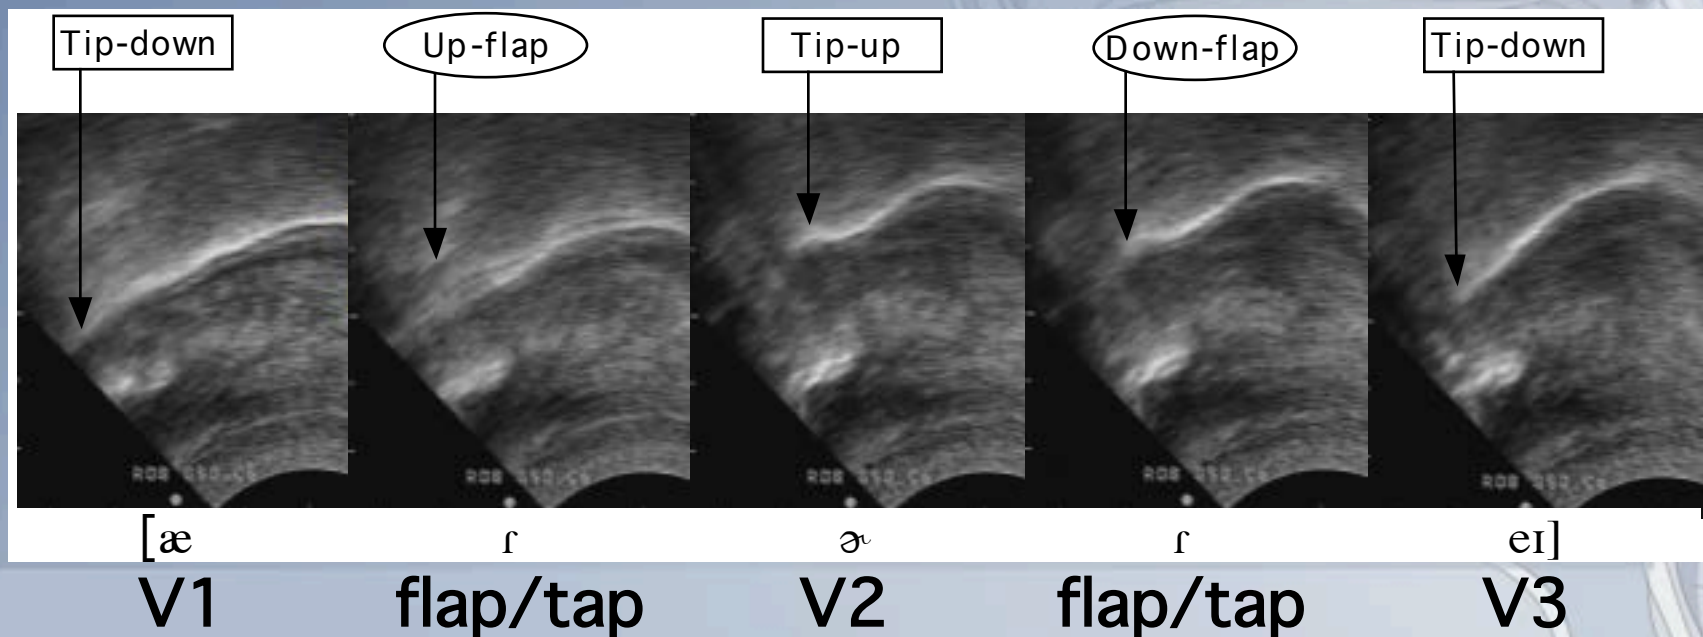 Tip-down Up-flap Tip-up Down-flap Tip-down
[æ ɾ ɚ ɾ eɪ]
V1 flap/tap V2 flap/tap V3